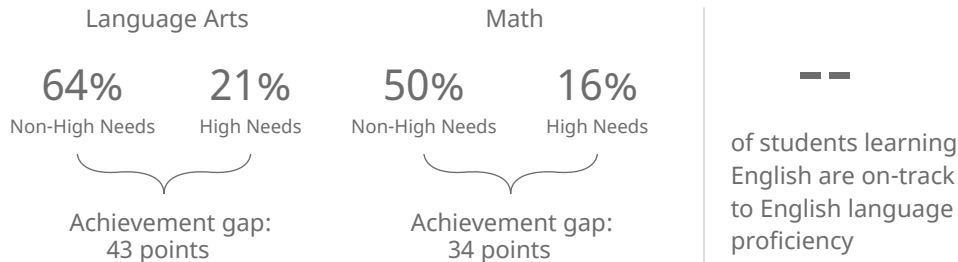 Language Arts
64%
Non-High Needs
21%
High Needs
Achievement gap:
43 points
Math
50%
Non-High Needs
16%
High Needs
Achievement gap:
34 points
--
of students learning
English are on-track
to English language
proficiency